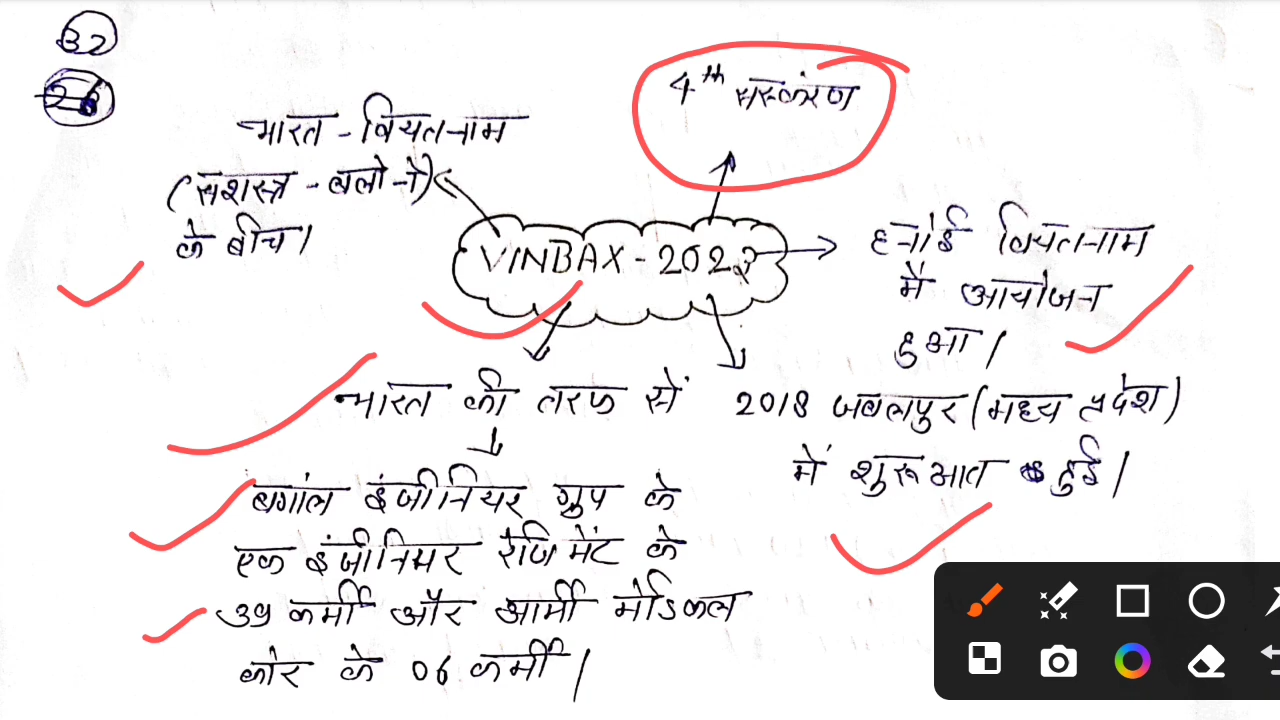 32
4th संस्करण
भारत - वियतनाम
(सशस्त्र - बलो ने)
के बीच।
VINBAX - 2023
हनोई वियतनाम
में आयोजन
हुआ।
भारत की तरफ सें
2018 जबलपुर (मध्य प्रदेश)
में शुरूआत हुई।
बगांल इंजीनियर ग्रुप के
एक इंजीनियर रेजिमेंट के
39 कर्मी और आर्मी मेडिकल
कोर के 06 कर्मी।